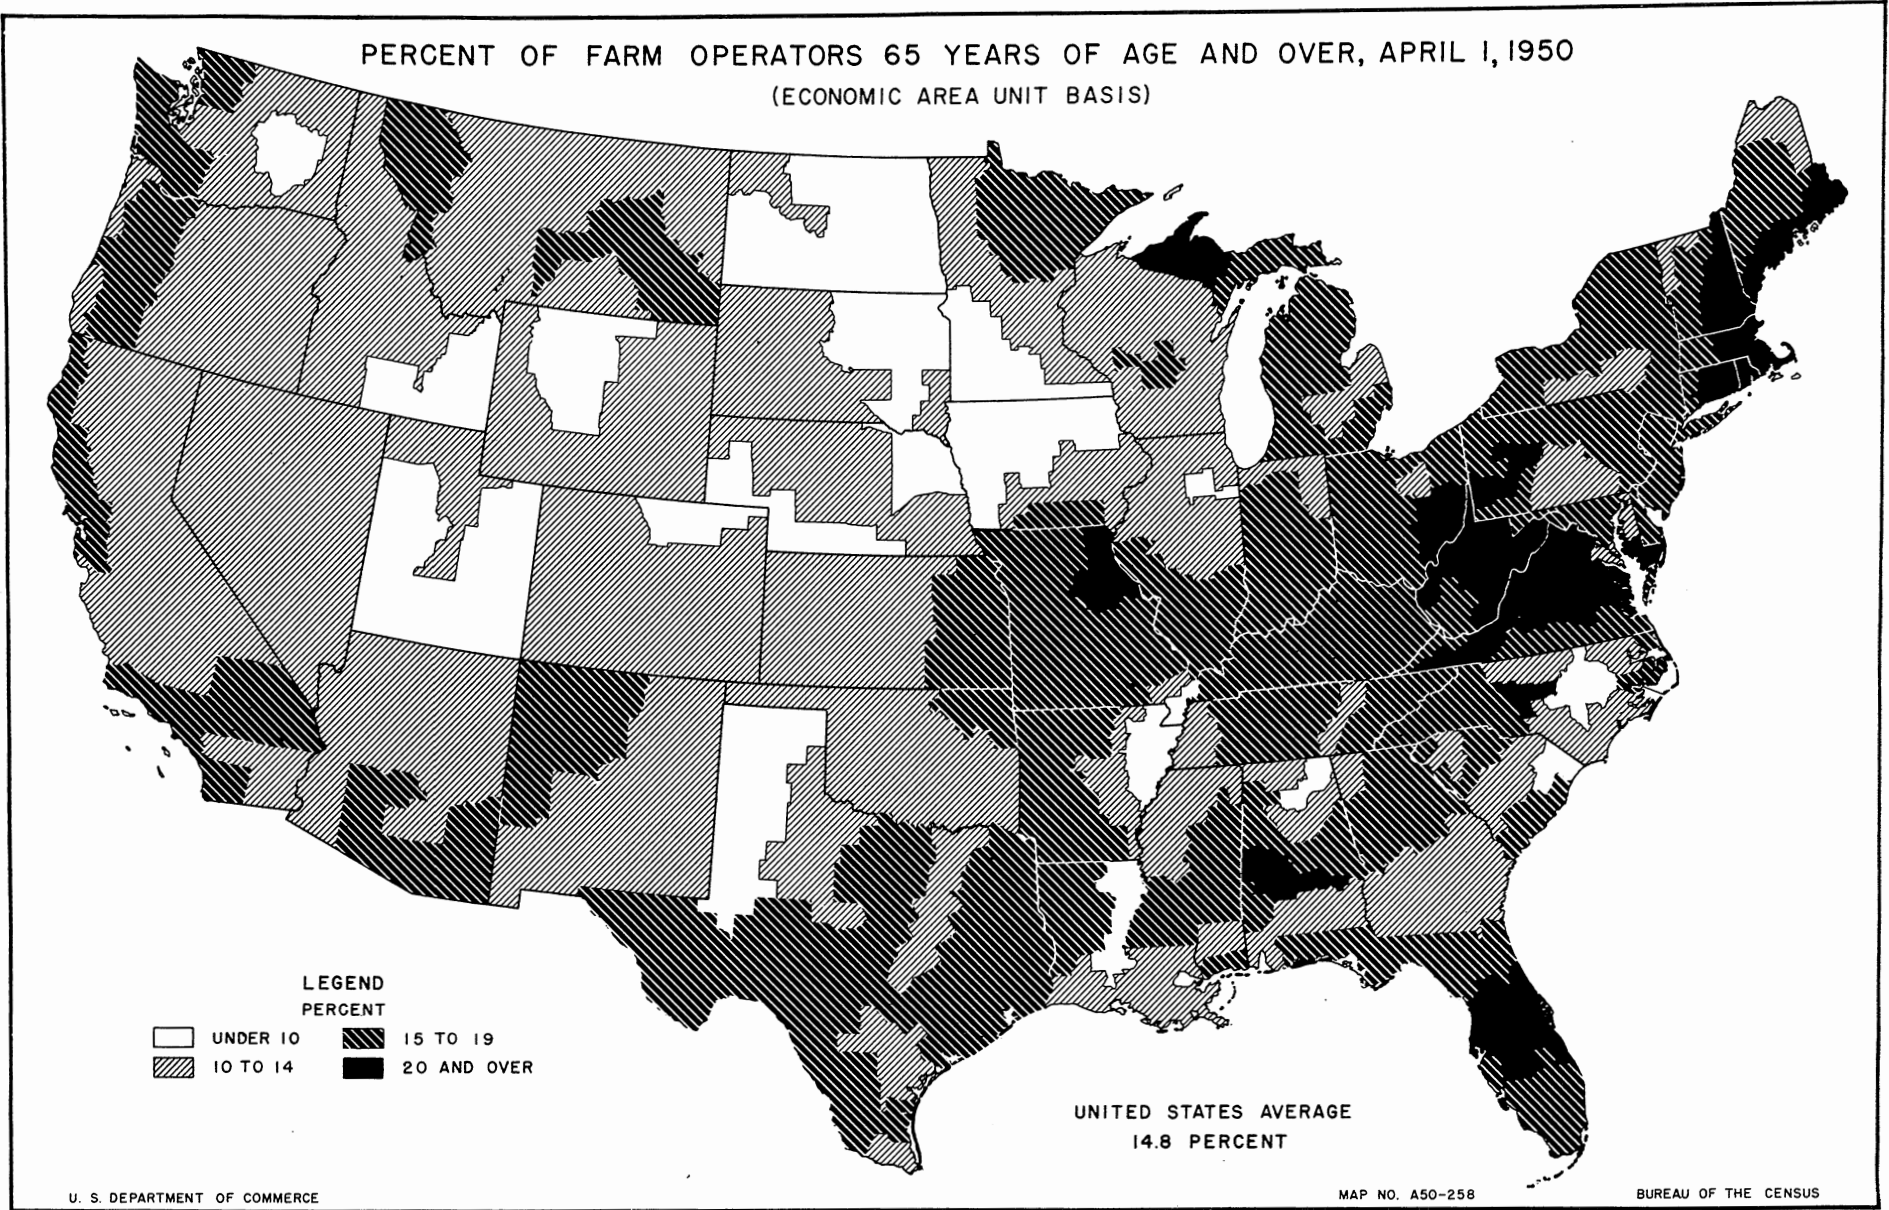 PERCENT OF FARM OPERATORS 65 YEARS OF AGE AND OVER, APRIL 1, 1950
(ECONOMIC AREA UNIT BASIS)
LEGEND
PERCENT
UNDER 10
15 TO 19
10 TO 14
20 AND OVER
UNITED STATES AVERAGE
14.8 PERCENT
U. S. DEPARTMENT OF COMMERCE
MAP NO. A50-258
BUREAU OF THE CENSUS